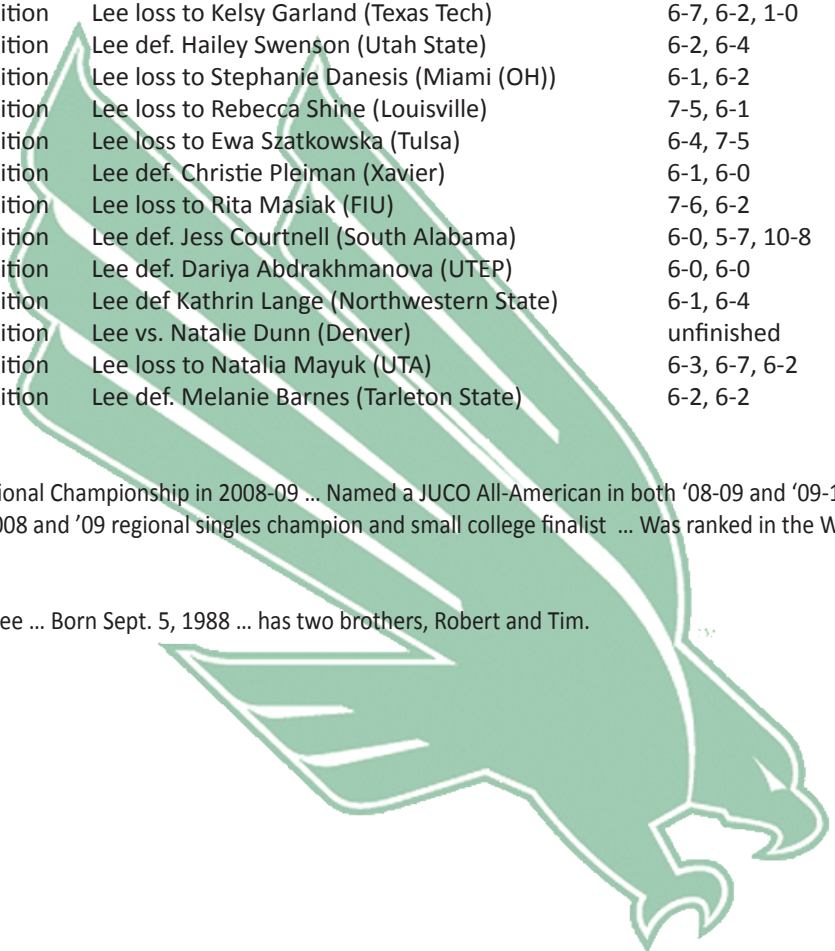 ition Lee loss to Kelsy Garland (Texas Tech) 6-7, 6-2, 1-0
ition Lee def. Hailey Swenson (Utah State) 6-2, 6-4
ition Lee loss to Stephanie Danesis (Miami (OH)) 6-1, 6-2
ition Lee loss to Rebecca Shine (Louisville) 7-5, 6-1
ition Lee loss to Ewa Szatkowska (Tulsa) 6-4, 7-5
ition Lee def. Christie Pleiman (Xavier) 6-1, 6-0
ition Lee loss to Rita Masiak (FIU) 7-6, 6-2
ition Lee def. Jess Courtnell (South Alabama) 6-0, 5-7, 10-8
ition Lee def. Dariya Abdrakhmanova (UTEP) 6-0, 6-0
ition Lee def Kathrin Lange (Northwestern State) 6-1, 6-4
ition Lee vs. Natalie Dunn (Denver) unfinished
ition Lee loss to Natalia Mayuk (UTA) 6-3, 6-7, 6-2
ition Lee def. Melanie Barnes (Tarleton State) 6-2, 6-2
ional Championship in 2008-09 ... Named a JUCO All-American in both ‘08-09 and ‘09-1
008 and ’09 regional singles champion and small college finalist ... Was ranked in the W
ee ... Born Sept. 5, 1988 ... has two brothers, Robert and Tim.